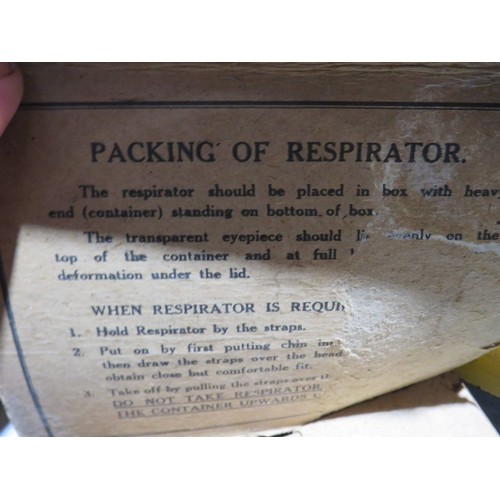 PACKING OF RESPIRATOR.
The respirator should be placed in box with heav
end (container) standing on bottom of box.
The transparent eyepiece should on the
top of the container and at full
deformation under the lid.
WHEN RESPIRATOR IS REQUI
1. Hold Respirator by the straps.
2. Put on by first putting chin in
then draw the straps over the head
obtain close but comfortable fit.
3. Take off by pulling the straps over
DO NOT TAKE RESPIRATOR
THE CONTAINER UPWARDS